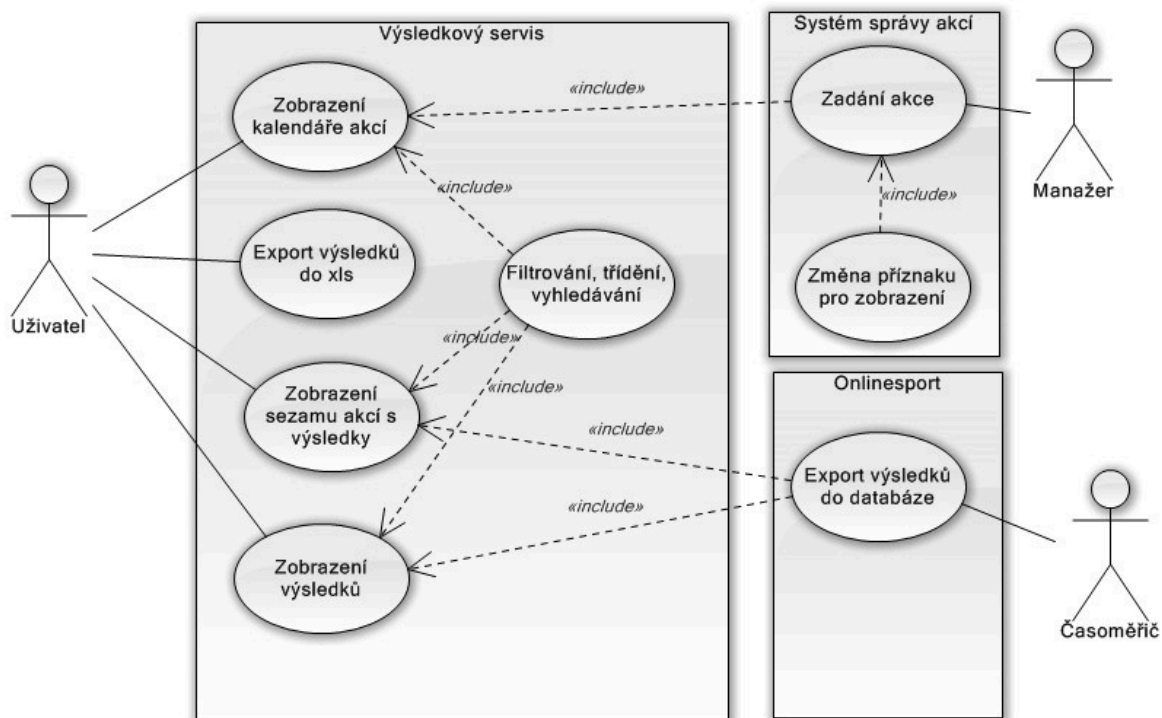 Výsledkový servis
Systém správy akcí
Zobrazení
kalendáře akcí
«include»
Zadání akce
Manažer
«include»
«include»
Export výsledků
do xls
Filtrování, třídění,
vyhledávání
Změna příznaku
pro zobrazení
Uživatel
«include»
Zobrazení
sezamu akcí s
výsledky
«include»
Onlinesport
«include»
Export výsledků
do databáze
«include»
Zobrazení
výsledků
Časoměřič